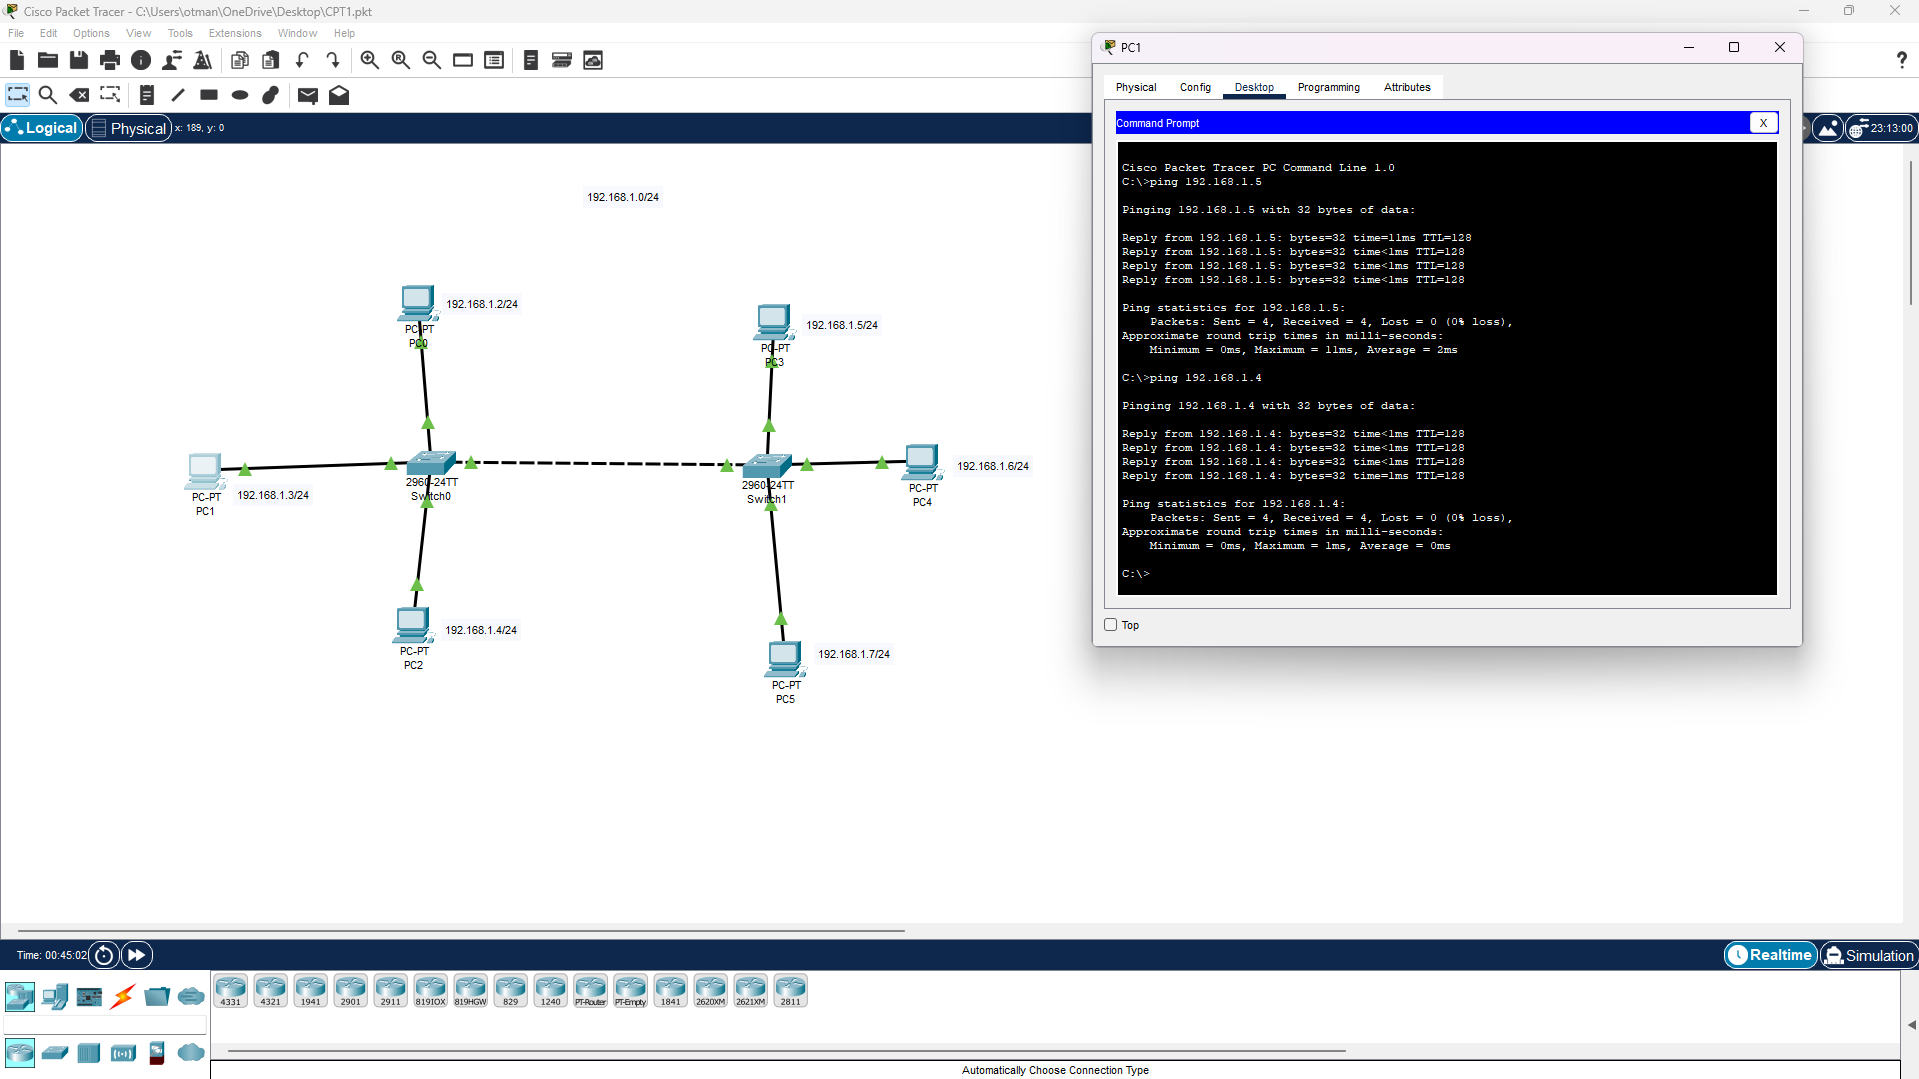 Cisco Packet Tracer - C:\Users\otman\OneDrive\Desktop\CPT1.pkt
File Edit Options View Tools Extensions Window Help
Logical Physical x: 189, y: 0
23:13:00
192.168.1.0/24
192.168.1.2/24
PC-PT
PC0
192.168.1.5/24
PC-PT
PC3
2960-24TT
Switch0
192.168.1.3/24
PC-PT
PC1
2960-24TT
Switch1
192.168.1.6/24
PC-PT
PC4
192.168.1.4/24
PC-PT
PC2
192.168.1.7/24
PC-PT
PC5
PC1
Physical Config Desktop Programming Attributes
Command Prompt X
Cisco Packet Tracer PC Command Line 1.0
C:\>ping 192.168.1.5
Pinging 192.168.1.5 with 32 bytes of data:
Reply from 192.168.1.5: bytes=32 time=11ms TTL=128
Reply from 192.168.1.5: bytes=32 time<1ms TTL=128
Reply from 192.168.1.5: bytes=32 time<1ms TTL=128
Reply from 192.168.1.5: bytes=32 time<1ms TTL=128
Ping statistics for 192.168.1.5:
Packets: Sent = 4, Received = 4, Lost = 0 (0% loss),
Approximate round trip times in milli-seconds:
Minimum = 0ms, Maximum = 11ms, Average = 2ms
C:\>ping 192.168.1.4
Pinging 192.168.1.4 with 32 bytes of data:
Reply from 192.168.1.4: bytes=32 time<1ms TTL=128
Reply from 192.168.1.4: bytes=32 time<1ms TTL=128
Reply from 192.168.1.4: bytes=32 time<1ms TTL=128
Reply from 192.168.1.4: bytes=32 time=1ms TTL=128
Ping statistics for 192.168.1.4:
Packets: Sent = 4, Received = 4, Lost = 0 (0% loss),
Approximate round trip times in milli-seconds:
Minimum = 0ms, Maximum = 1ms, Average = 0ms
C:\>
Top
Time: 00:45:02
Realtime Simulation
4331 4321 1941 2901 2911 819IOX 819HGW 829 1240 PT-Router PT-Empty 1841 2620XM 2621XM 2811
Automatically Choose Connection Type